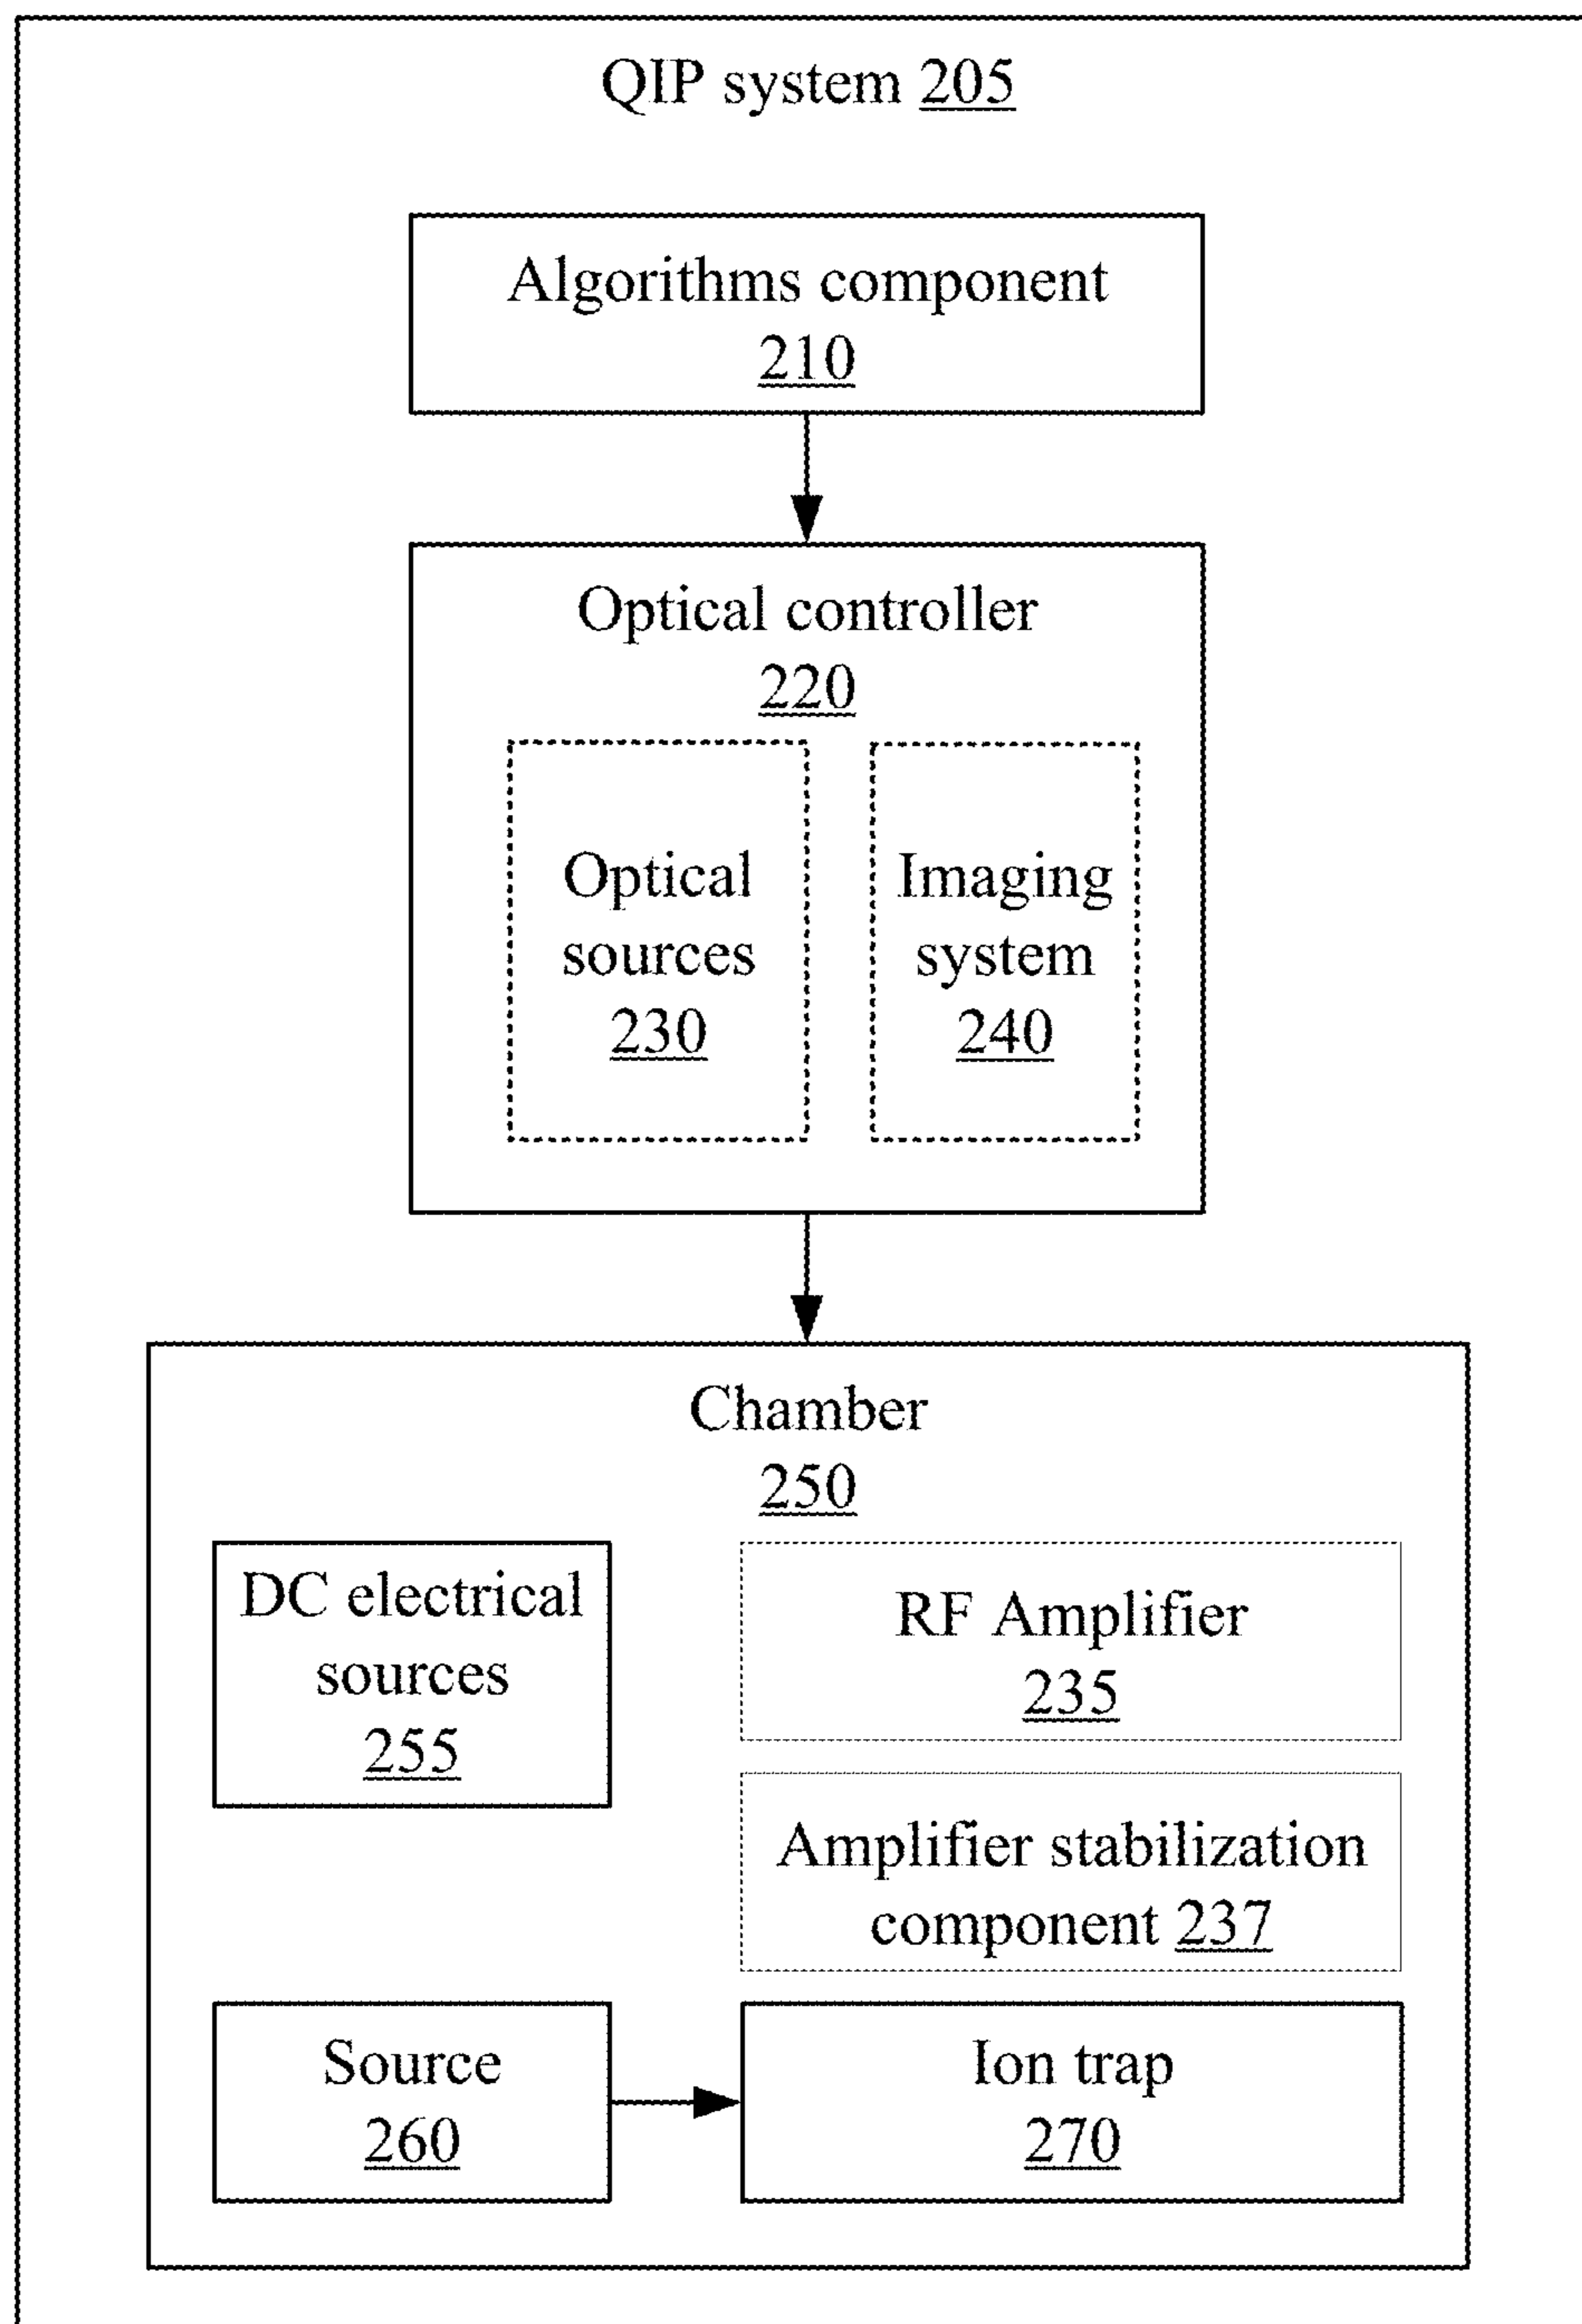 QIP system 205
Algorithms component
210
Optical controller
220
Optical
sources
230
Imaging
system
240
Chamber
250
DC electrical
sources
255
RF Amplifier
235
Amplifier stabilization
component 237
Source
260
Ion trap
270